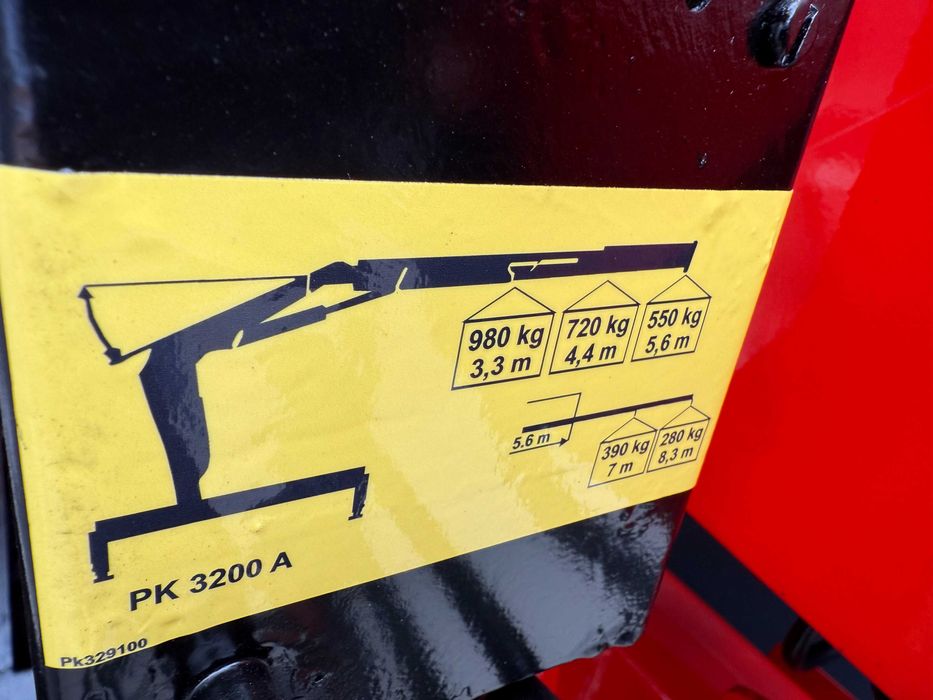 980 kg
3,3 m
720 kg
4,4 m
550 kg
5,6 m
5.6 m
390 kg
7 m
280 kg
8,3 m
PK 3200 A
Pk329100